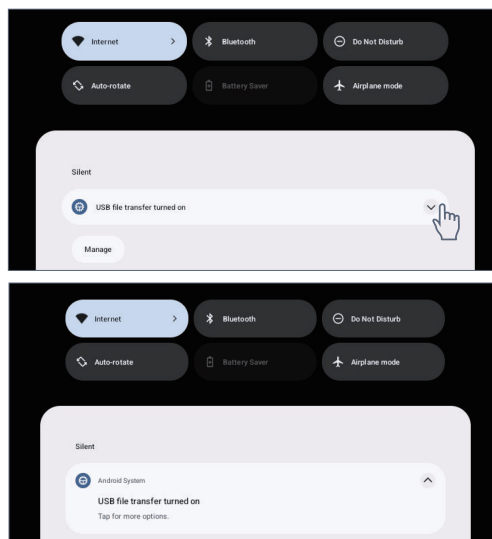 Internet
Bluetooth
Do Not Disturb
Auto-rotate
Battery Saver
Airplane mode
Silent
USB file transfer turned on
Manage
Internet
Bluetooth
Do Not Disturb
Auto-rotate
Battery Saver
Airplane mode
Silent
Android System
USB file transfer turned on
Tap for more options.